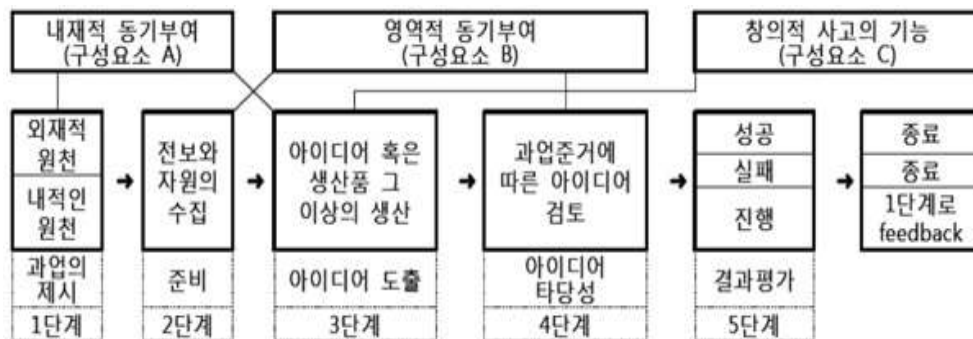 내재적 동기부여
(구성요소 A)
영역적 동기부여
(구성요소 B)
창의적 사고의 기능
(구성요소 C)
외재적
원천
내적인
원천
전보와
자원의
수집
아이디어 혹은
생산품 그
이상의 생산
과업준거에
따른 아이디어
검토
성공
실패
진행
종료
종료
1단계로
feedback
과업의
제시
준비
아이디어 도출
아이디어
타당성
결과평가
1단계
2단계
3단계
4단계
5단계